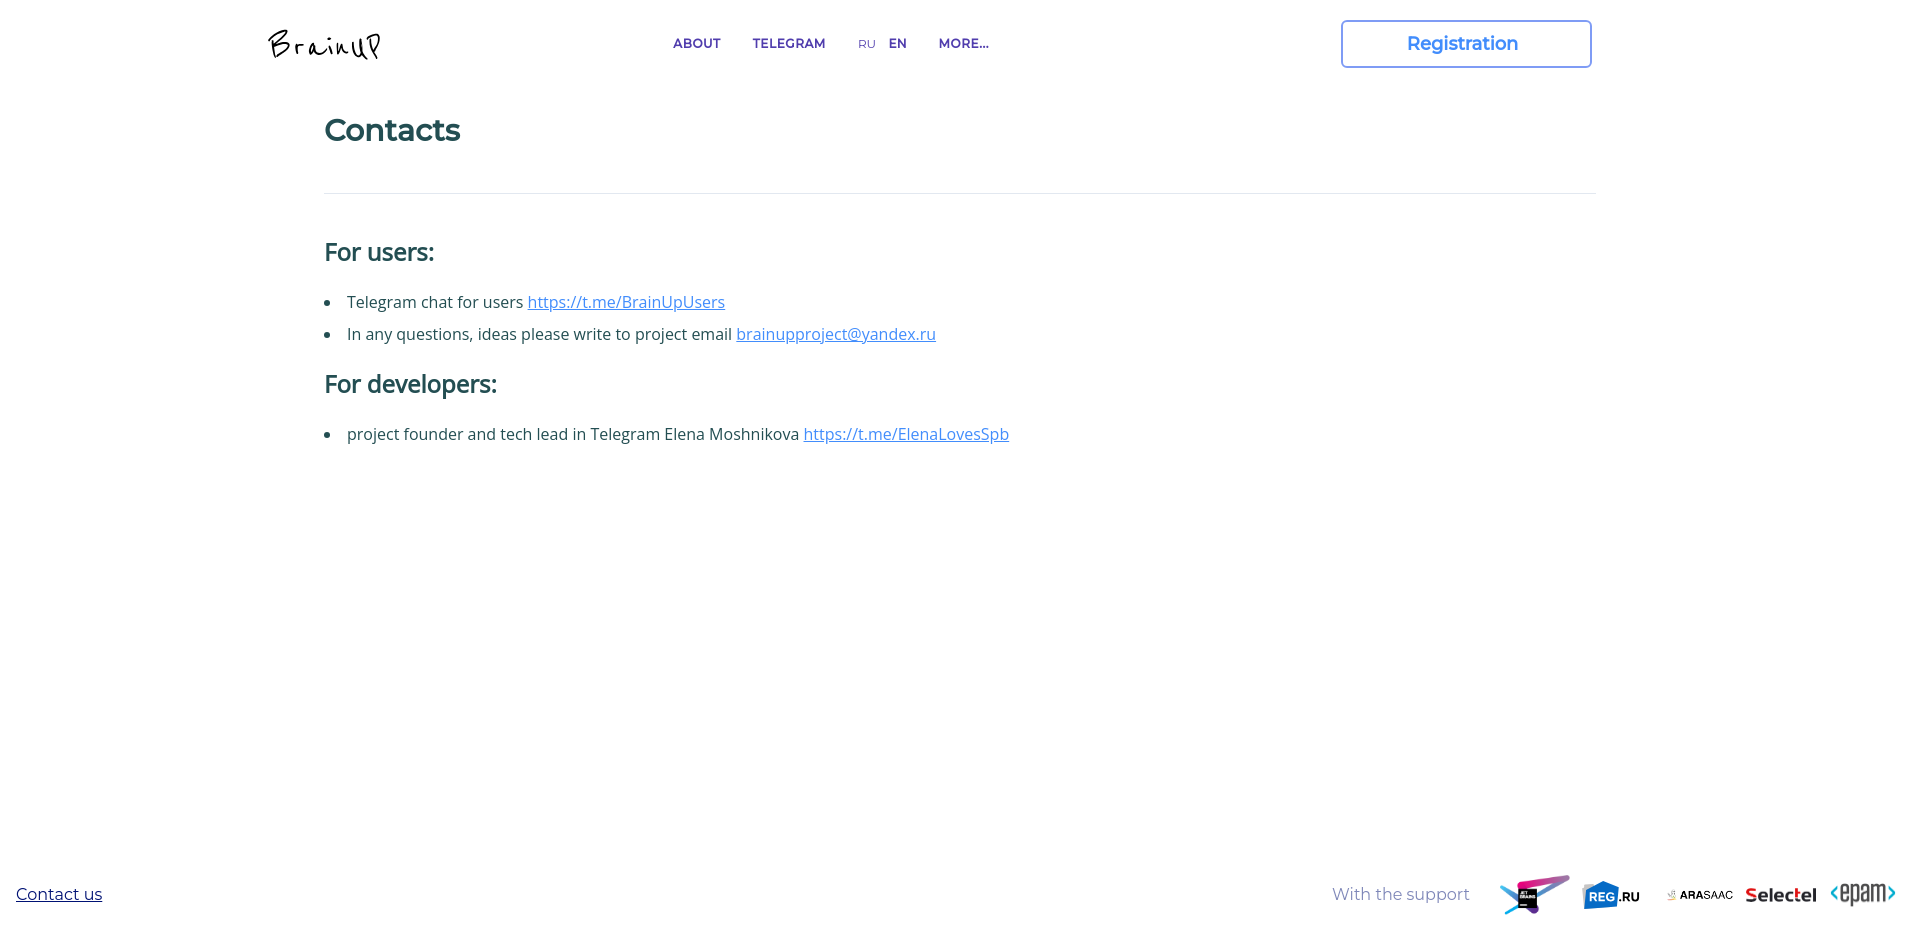 BrainUP
ABOUT TELEGRAM RU EN MORE... Registration
Contacts
For users:
Telegram chat for users https://t.me/BrainUpUsers
In any questions, ideas please write to project email brainupproject@yandex.ru
For developers:
project founder and tech lead in Telegram Elena Moshnikova https://t.me/ElenaLovesSpb
Contact us With the support JET BRAINS REG.RU ARASAAC Selectel <epam>